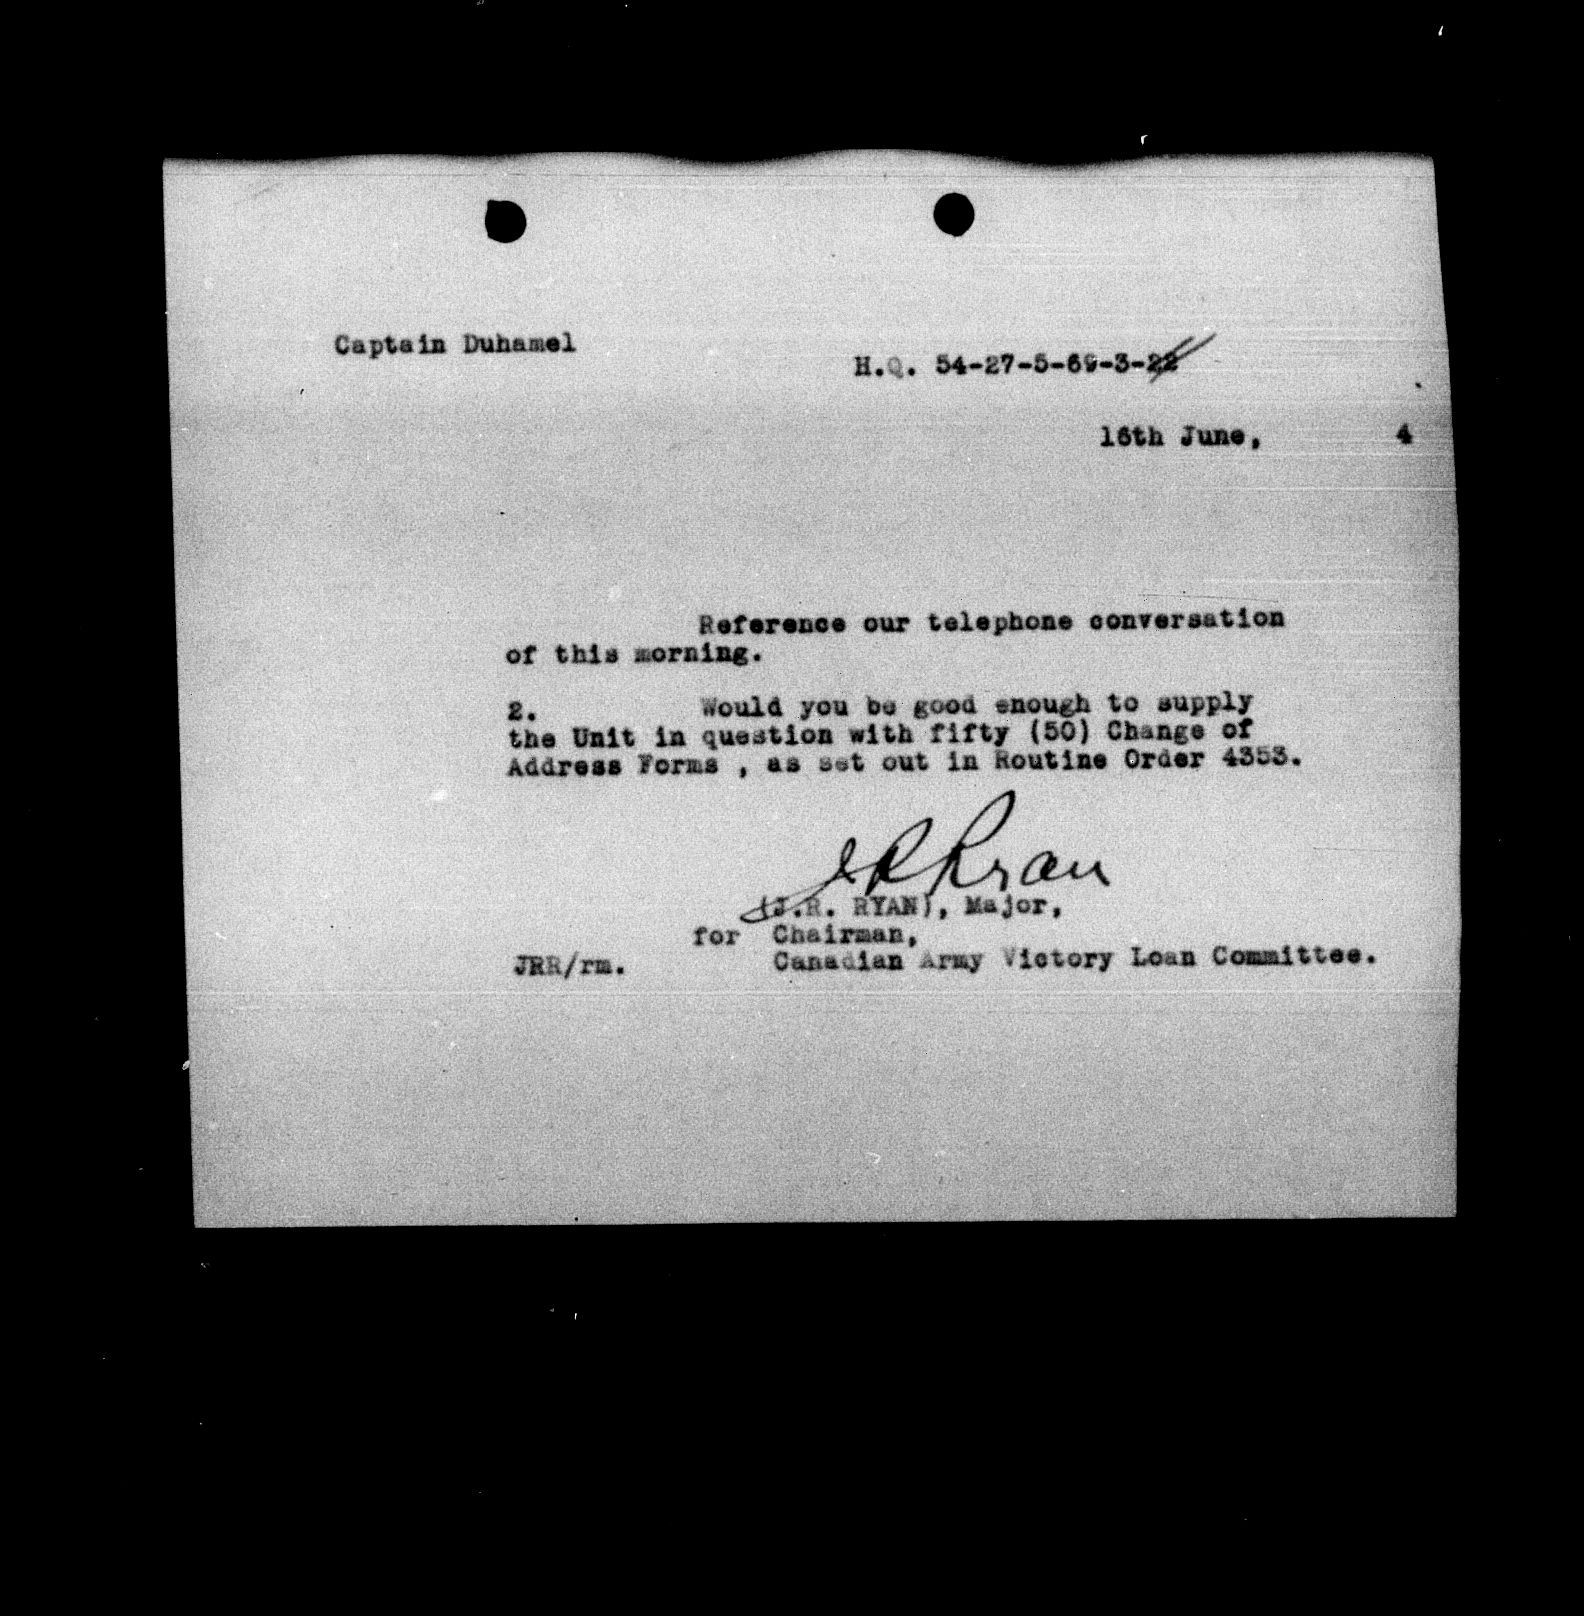 Captain Duhamel
H.Q. 54-27-5-69-3-22
16th June, 4
Reference our telephone conversation
of this morning.
2. Would you be good enough to supply
the Unit in question with fifty (50) Change of
Address Forms , as set out in Routine Order 4353.
JRRyan
(J.R. RYAN), Major,
for Chairman,
JRR/rm. Canadian Army Victory Loan Committee.